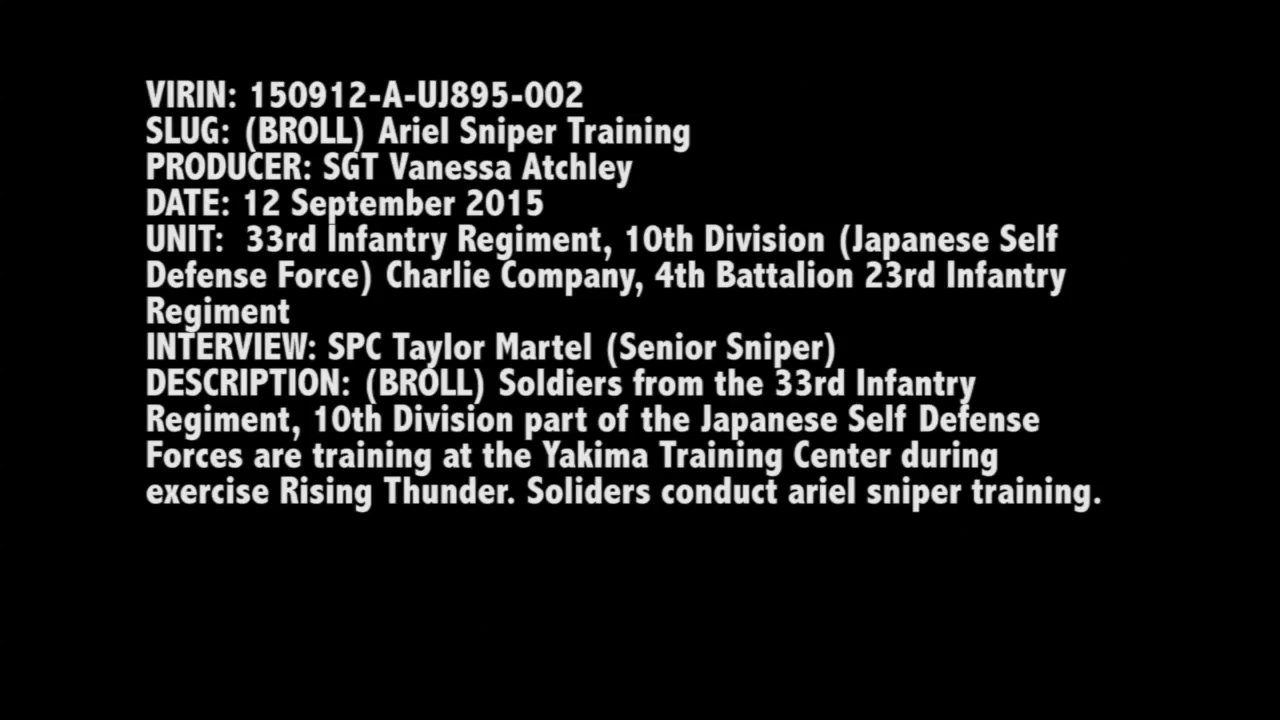 VIRIN: 150912-A-UJ895-002
SLUG: (BROLL) Ariel Sniper Training
PRODUCER: SGT Vanessa Atchley
DATE: 12 September 2015
UNIT:  33rd Infantry Regiment, 10th Division (Japanese Self
Defense Force) Charlie Company, 4th Battalion 23rd Infantry
Regiment
INTERVIEW: SPC Taylor Martel (Senior Sniper)
DESCRIPTION: (BROLL) Soldiers from the 33rd Infantry
Regiment, 10th Division part of the Japanese Self Defense
Forces are training at the Yakima Training Center during
exercise Rising Thunder. Soliders conduct ariel sniper training.